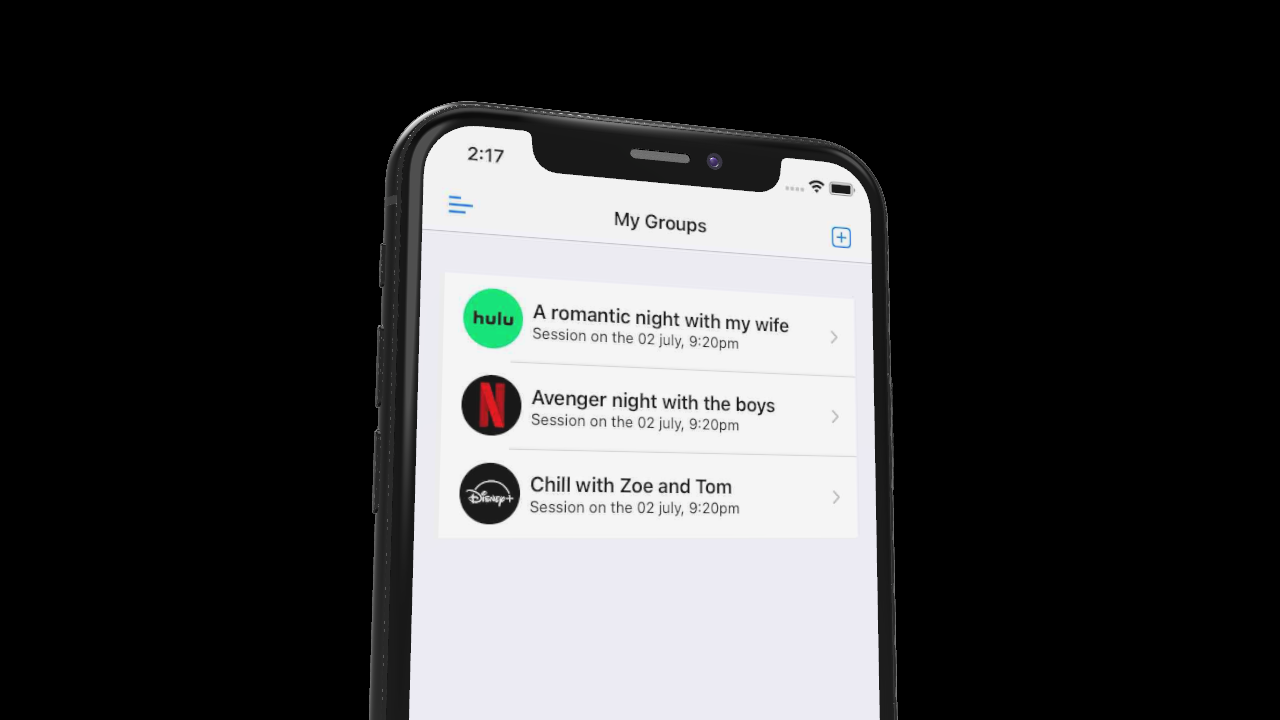 2:17
My Groups
hulu
A romantic night with my wife
Session on the 02 july, 9:20pm
N
Avenger night with the boys
Session on the 02 july, 9:20pm
Disney+
Chill with Zoe and Tom
Session on the 02 july, 9:20pm